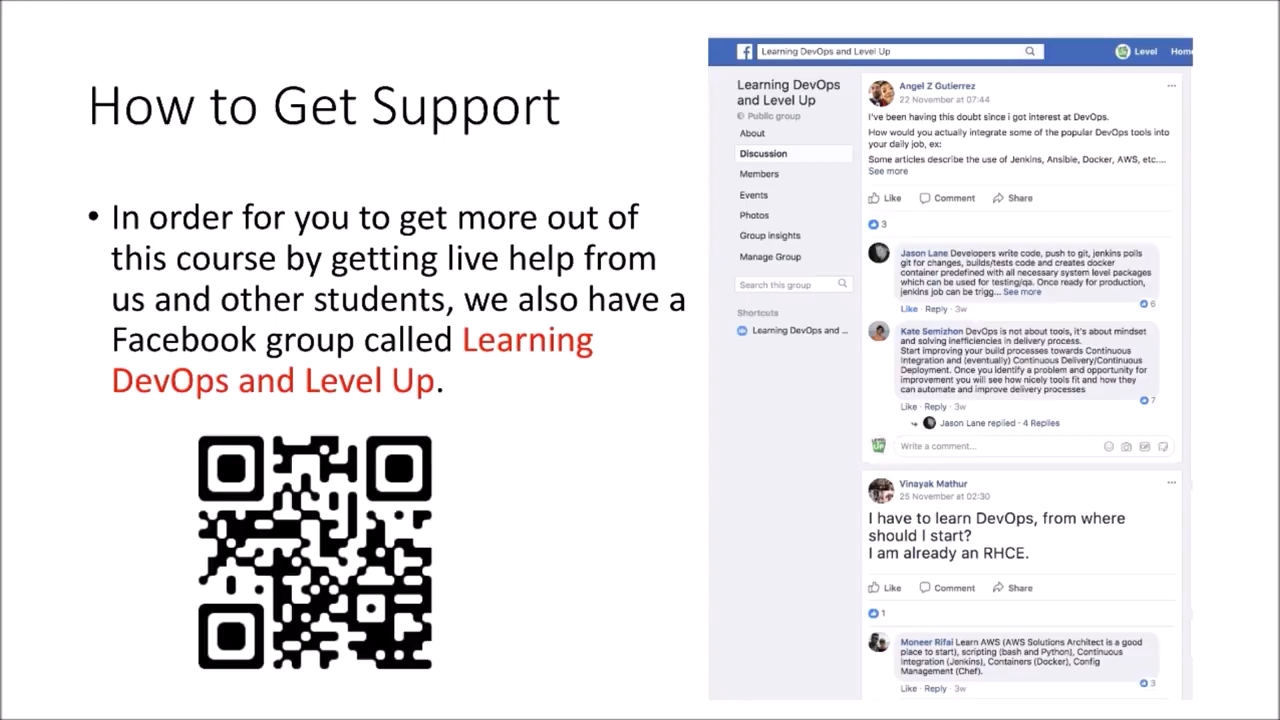 How to Get Support
• In order for you to get more out of
this course by getting live help from
us and other students, we also have a
Facebook group called Learning
DevOps and Level Up.
Learning DevOps and Level Up
Level
Home
Learning DevOps
and Level Up
Public group
About
Discussion
Members
Events
Photos
Group insights
Manage Group
Search this group
Shortcuts
Learning DevOps and ...
Angel Z Gutierrez
22 November at 07:44
I've been having this doubt since i got interest at DevOps.
How would you actually integrate some of the popular DevOps tools into
your daily job, ex:
Some articles describe the use of Jenkins, Ansible, Docker, AWS, etc....
See more
Like Comment Share
3
Jason Lane Developers write code, push to git, jenkins polls
git for changes, builds/tests code and creates docker
container predefined with all necessary system level packages
which can be used for testing/qa. Once ready for production,
jenkins job can be trigg... See more
6
Like · Reply · 3w
Kate Semizhon DevOps is not about tools, it's about mindset
and solving inefficiencies in delivery process.
Start improving your build processes towards Continuous
Integration and (eventually) Continuous Delivery/Continuous
Deployment. Once you identify a problem and opportunity for
improvement you will see how nicely tools fit and how they
can automate and improve delivery processes
7
Like · Reply · 3w
Jason Lane replied · 4 Replies
Write a comment...
Vinayak Mathur
25 November at 02:30
I have to learn DevOps, from where
should I start?
I am already an RHCE.
Like Comment Share
1
Moneer Rifai Learn AWS (AWS Solutions Architect is a good
place to start), scripting (bash and Python), Continuous
Integration (Jenkins), Containers (Docker), Config
Management (Chef).
3
Like · Reply · 3w